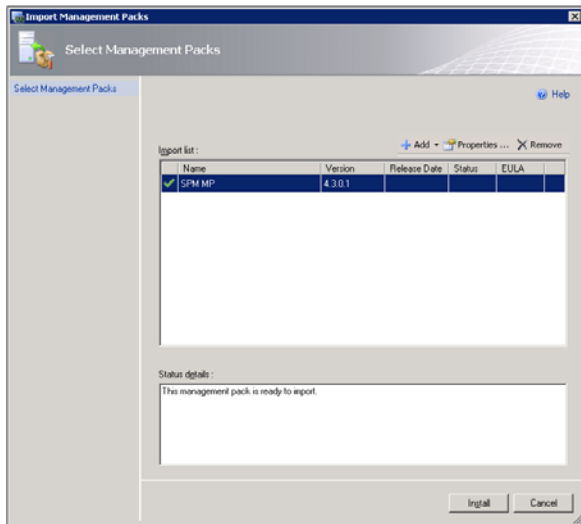 Import Management Packs
Select Management Packs
Select Management Packs
Help
Import list :
Add Properties ... Remove
Name Version Release Date Status EULA
SPM MP 4.3.0.1
Status details :
This management pack is ready to import.
Install Cancel